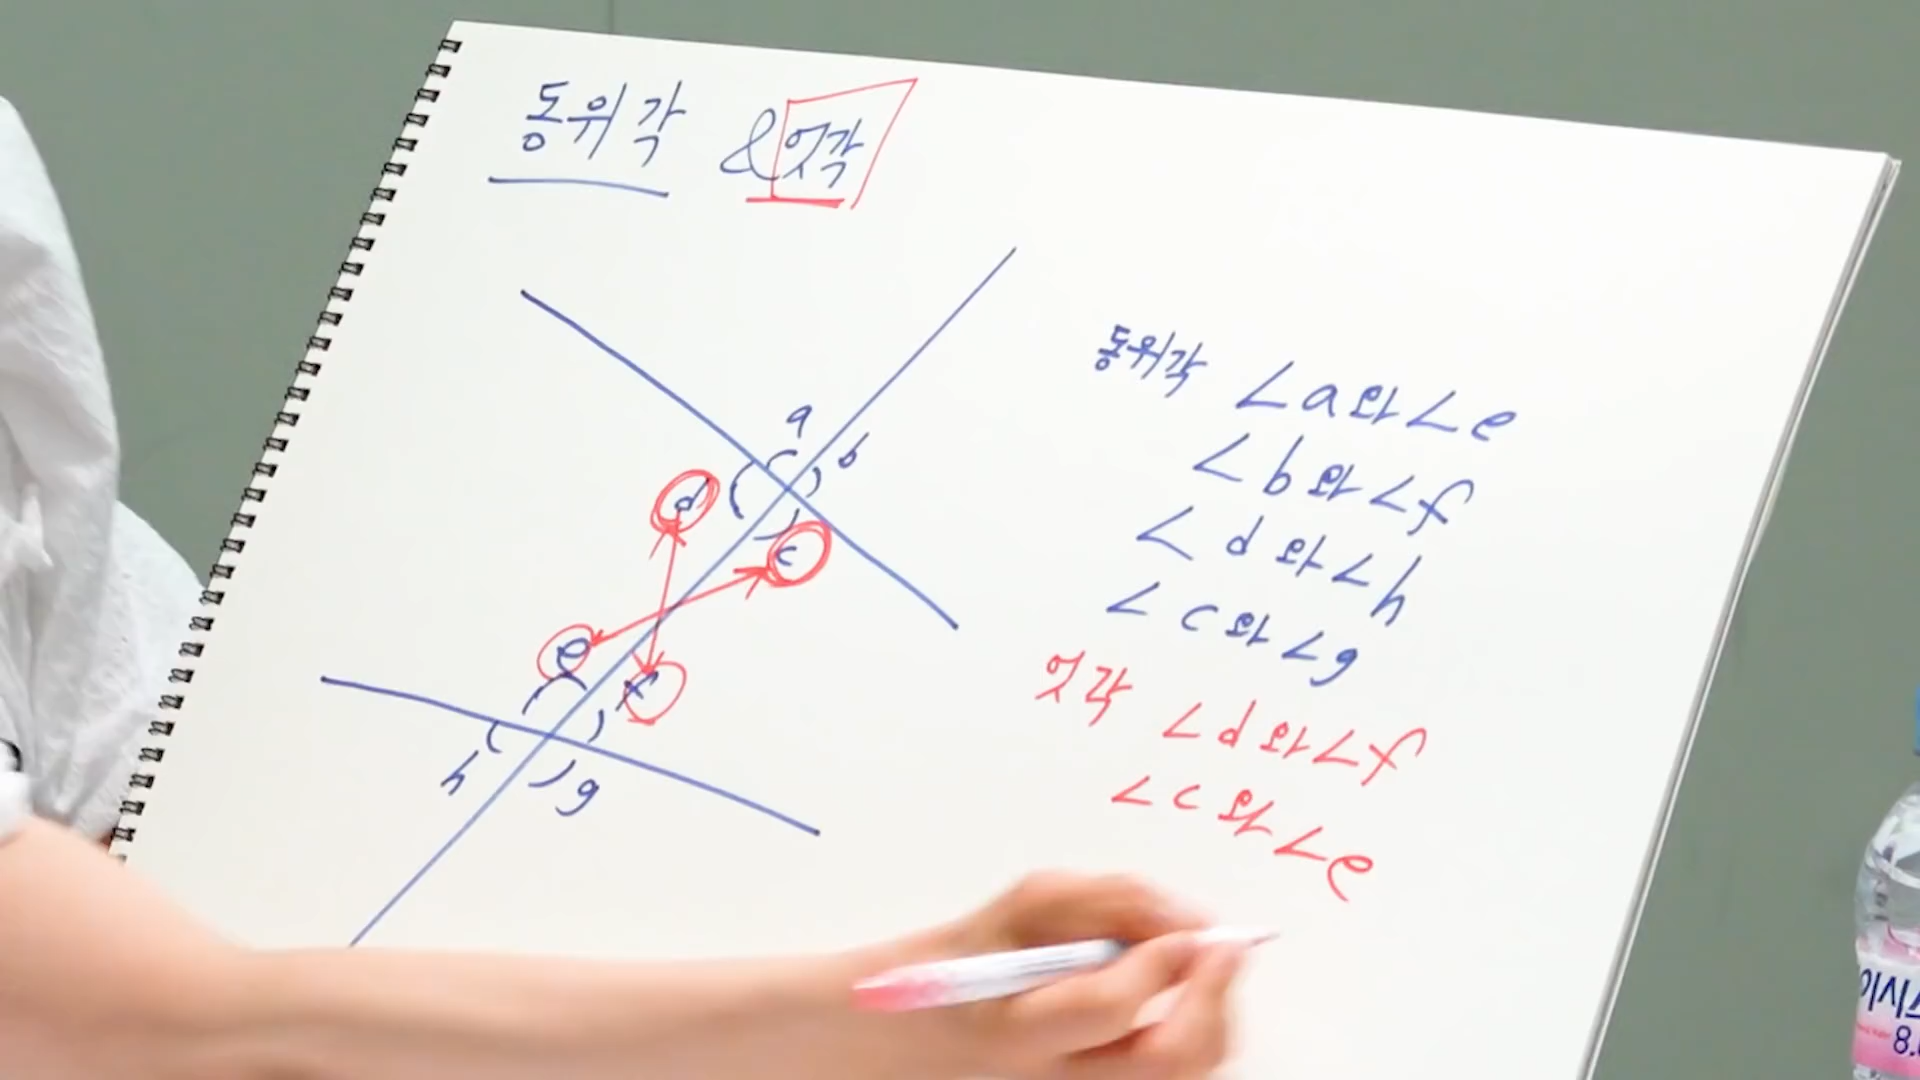 동위각 & 엇각
a
b
d
c
e
f
h
g
동위각 ∠a와∠e
∠b와∠f
∠d와∠h
∠c와∠g
엇각 ∠d와∠f
∠c와∠e